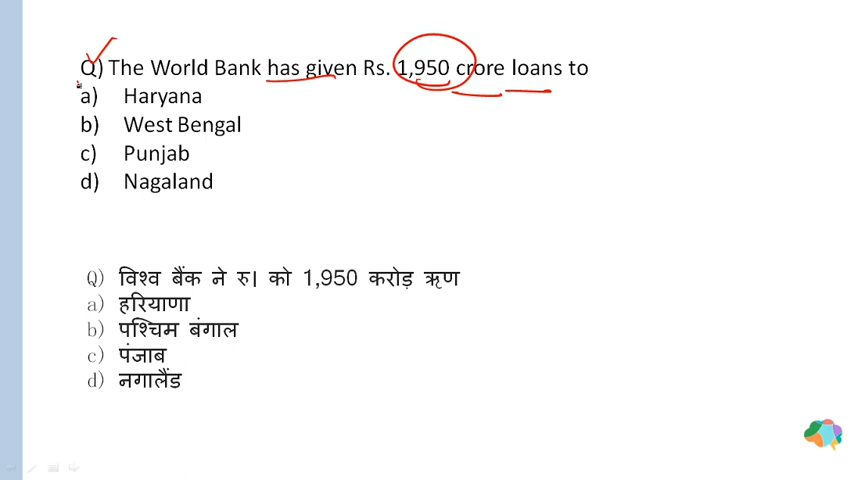 Q) The World Bank has given Rs. 1,950 crore loans to
a) Haryana
b) West Bengal
c) Punjab
d) Nagaland
Q) विश्व बैंक ने रु। को 1,950 करोड़ ऋण
a) हरियाणा
b) पश्चिम बंगाल
c) पंजाब
d) नगालैंड